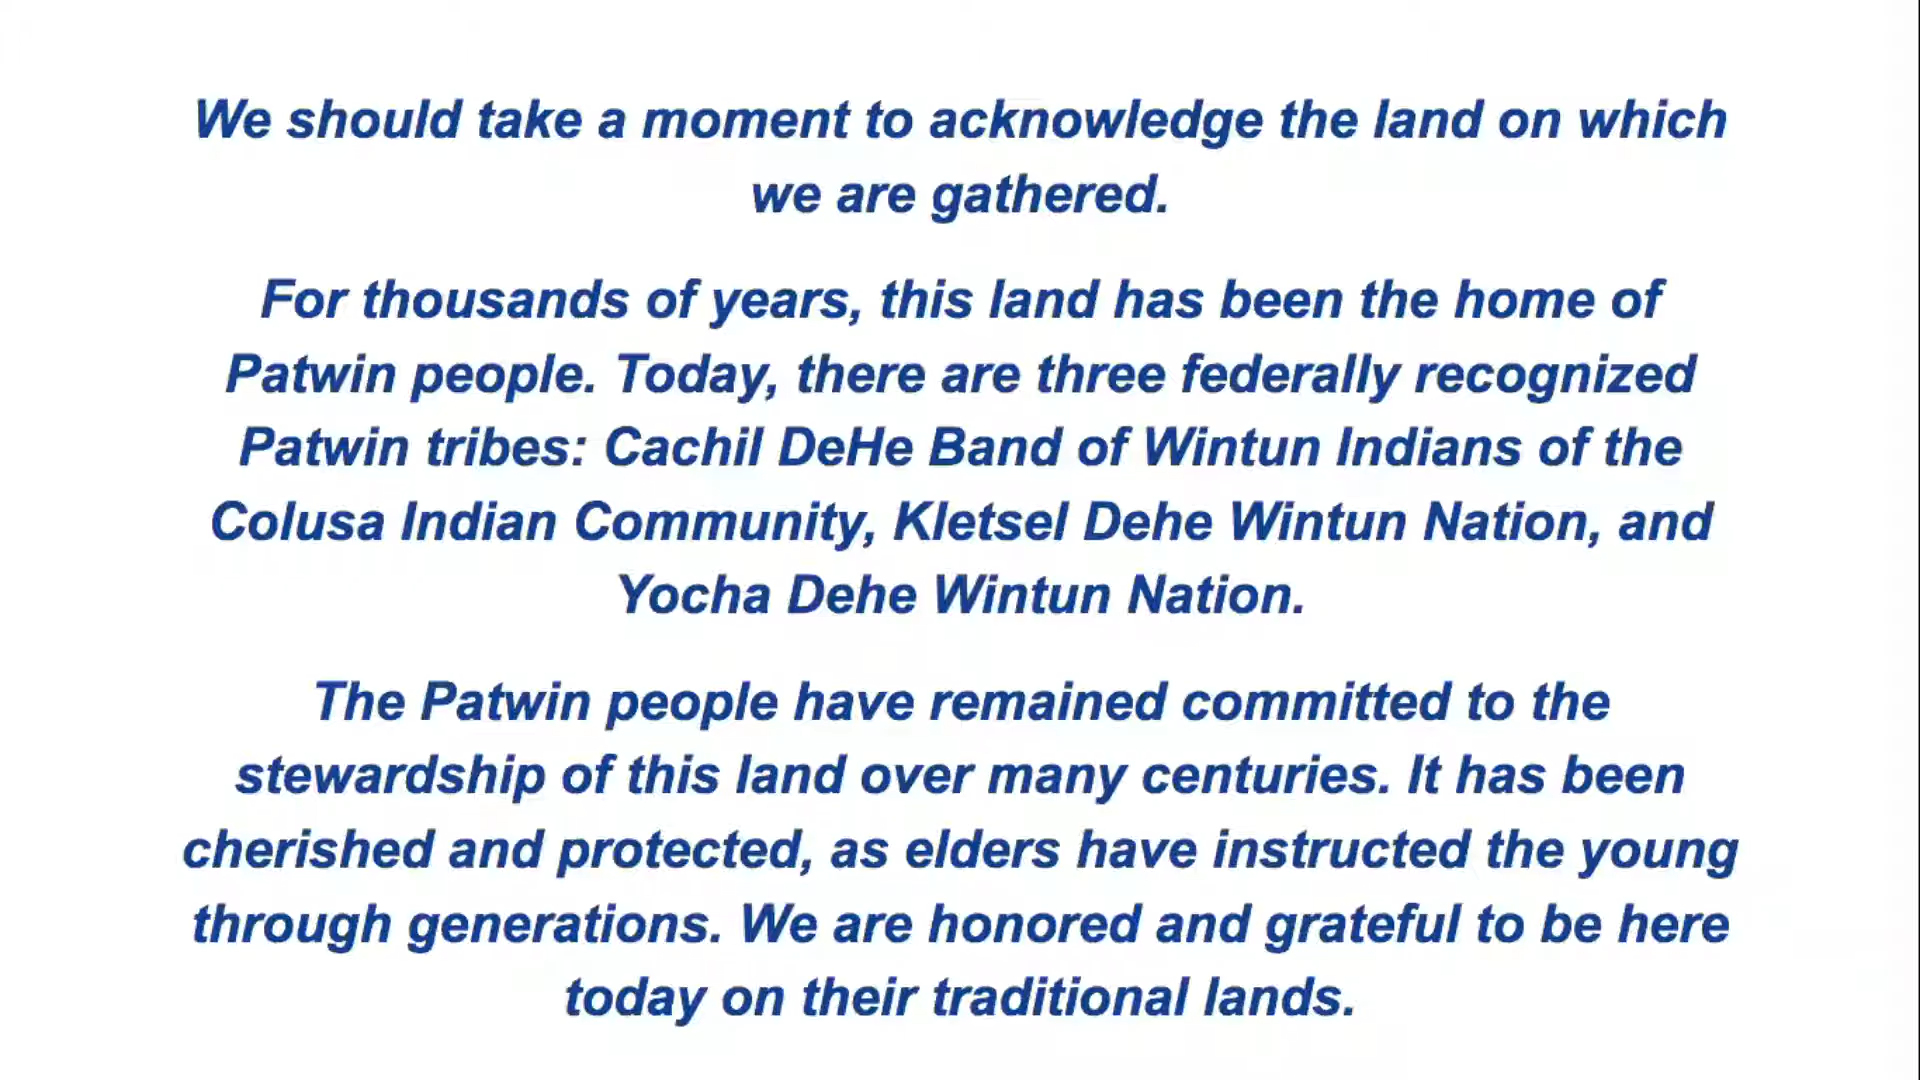 We should take a moment to acknowledge the land on which
we are gathered.
For thousands of years, this land has been the home of
Patwin people. Today, there are three federally recognized
Patwin tribes: Cachil DeHe Band of Wintun Indians of the
Colusa Indian Community, Kletsel Dehe Wintun Nation, and
Yocha Dehe Wintun Nation.
The Patwin people have remained committed to the
stewardship of this land over many centuries. It has been
cherished and protected, as elders have instructed the young
through generations. We are honored and grateful to be here
today on their traditional lands.